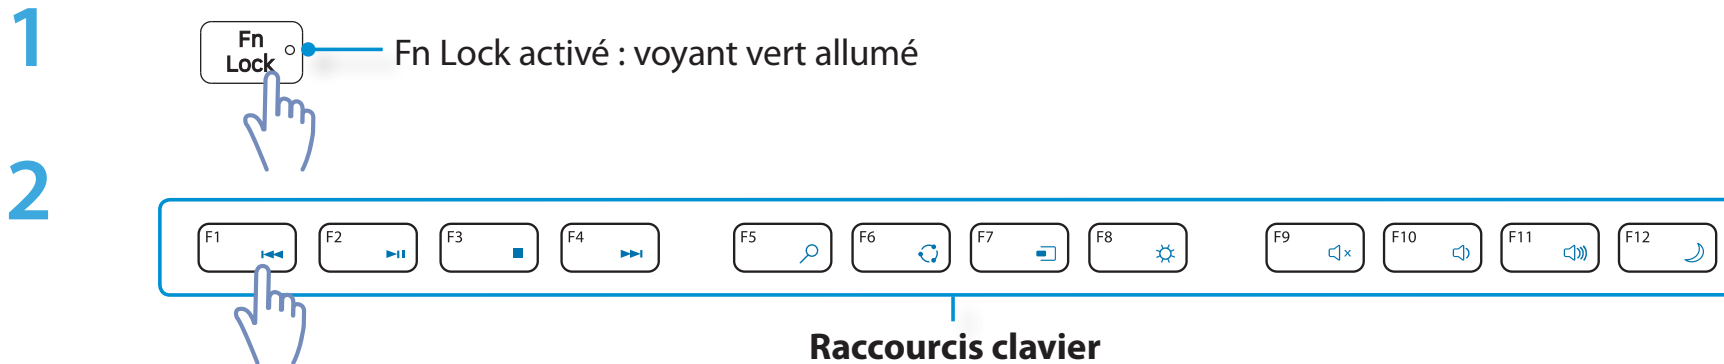 1
Fn
Lock
Fn Lock activé : voyant vert allumé
2
F1 F2 F3 F4 F5 F6 F7 F8 F9 F10 F11 F12
Raccourcis clavier